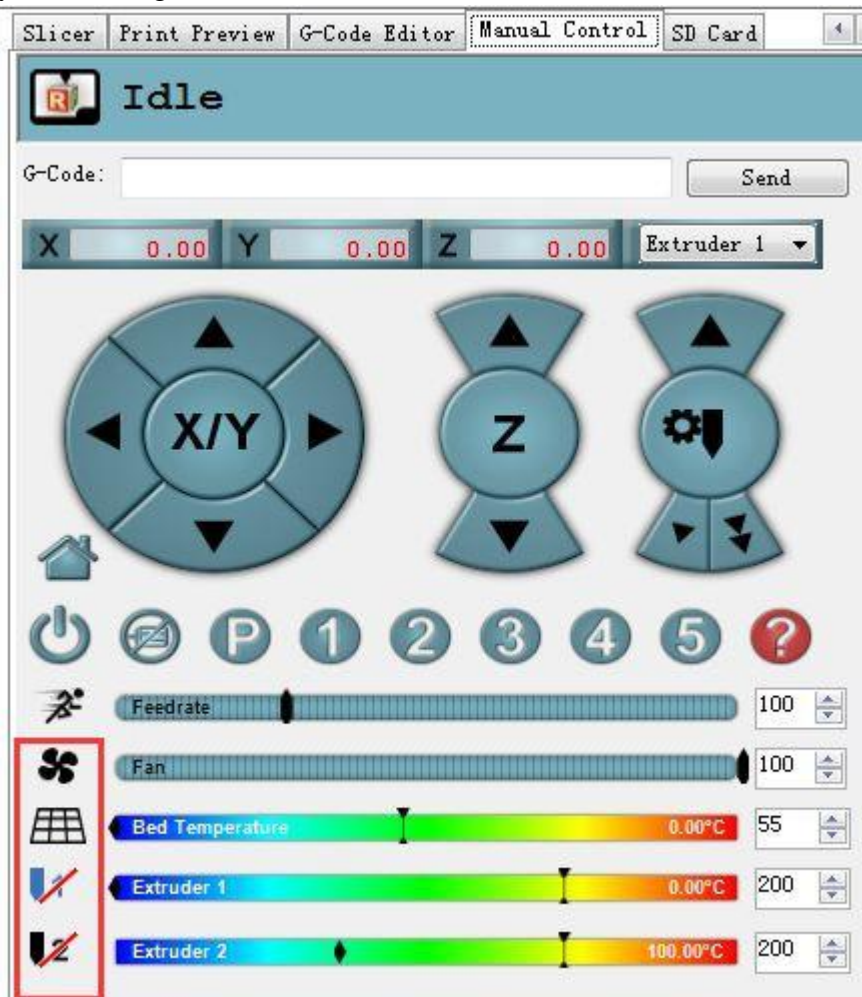 Slicer Print Preview G-Code Editor Manual Control SD Card
R Idle
G-Code: Send
X 0.00 Y 0.00 Z 0.00 Extruder 1
X/Y Z
P 1 2 3 4 5 ?
Feedrate 100
Fan 100
Bed Temperature 0.00°C 55
1 Extruder 1 0.00°C 200
2 Extruder 2 100.00°C 200